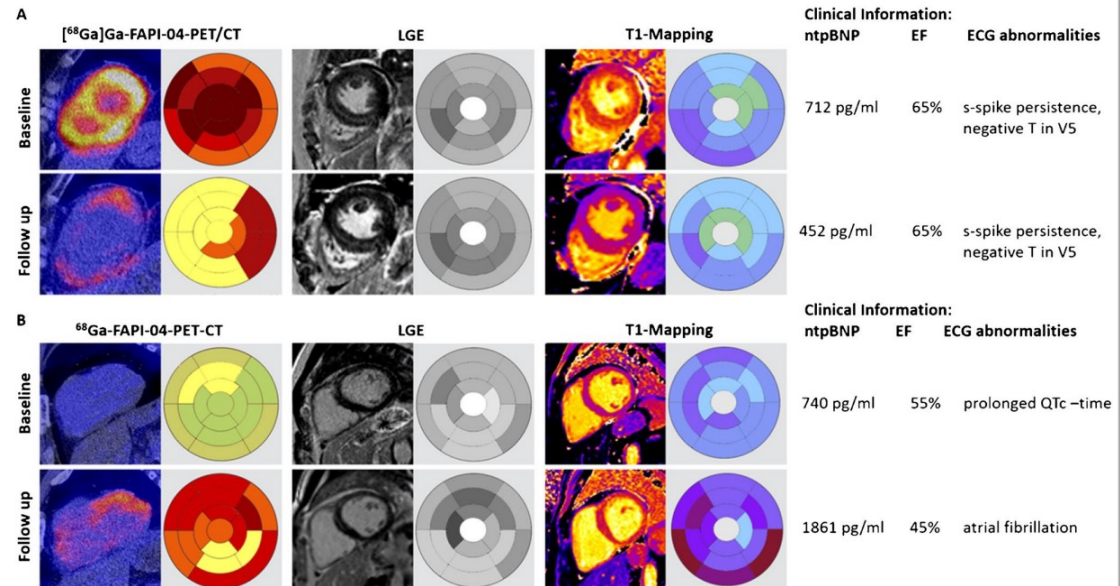 A
[⁶⁸Ga]Ga-FAPI-04-PET/CT LGE T1-Mapping
Clinical Information:
ntpBNP EF ECG abnormalities
Baseline
712 pg/ml 65% s-spike persistence,
negative T in V5
Follow up
452 pg/ml 65% s-spike persistence,
negative T in V5
B
⁶⁸Ga-FAPI-04-PET-CT LGE T1-Mapping
Clinical Information:
ntpBNP EF ECG abnormalities
Baseline
740 pg/ml 55% prolonged QTc –time
Follow up
1861 pg/ml 45% atrial fibrillation